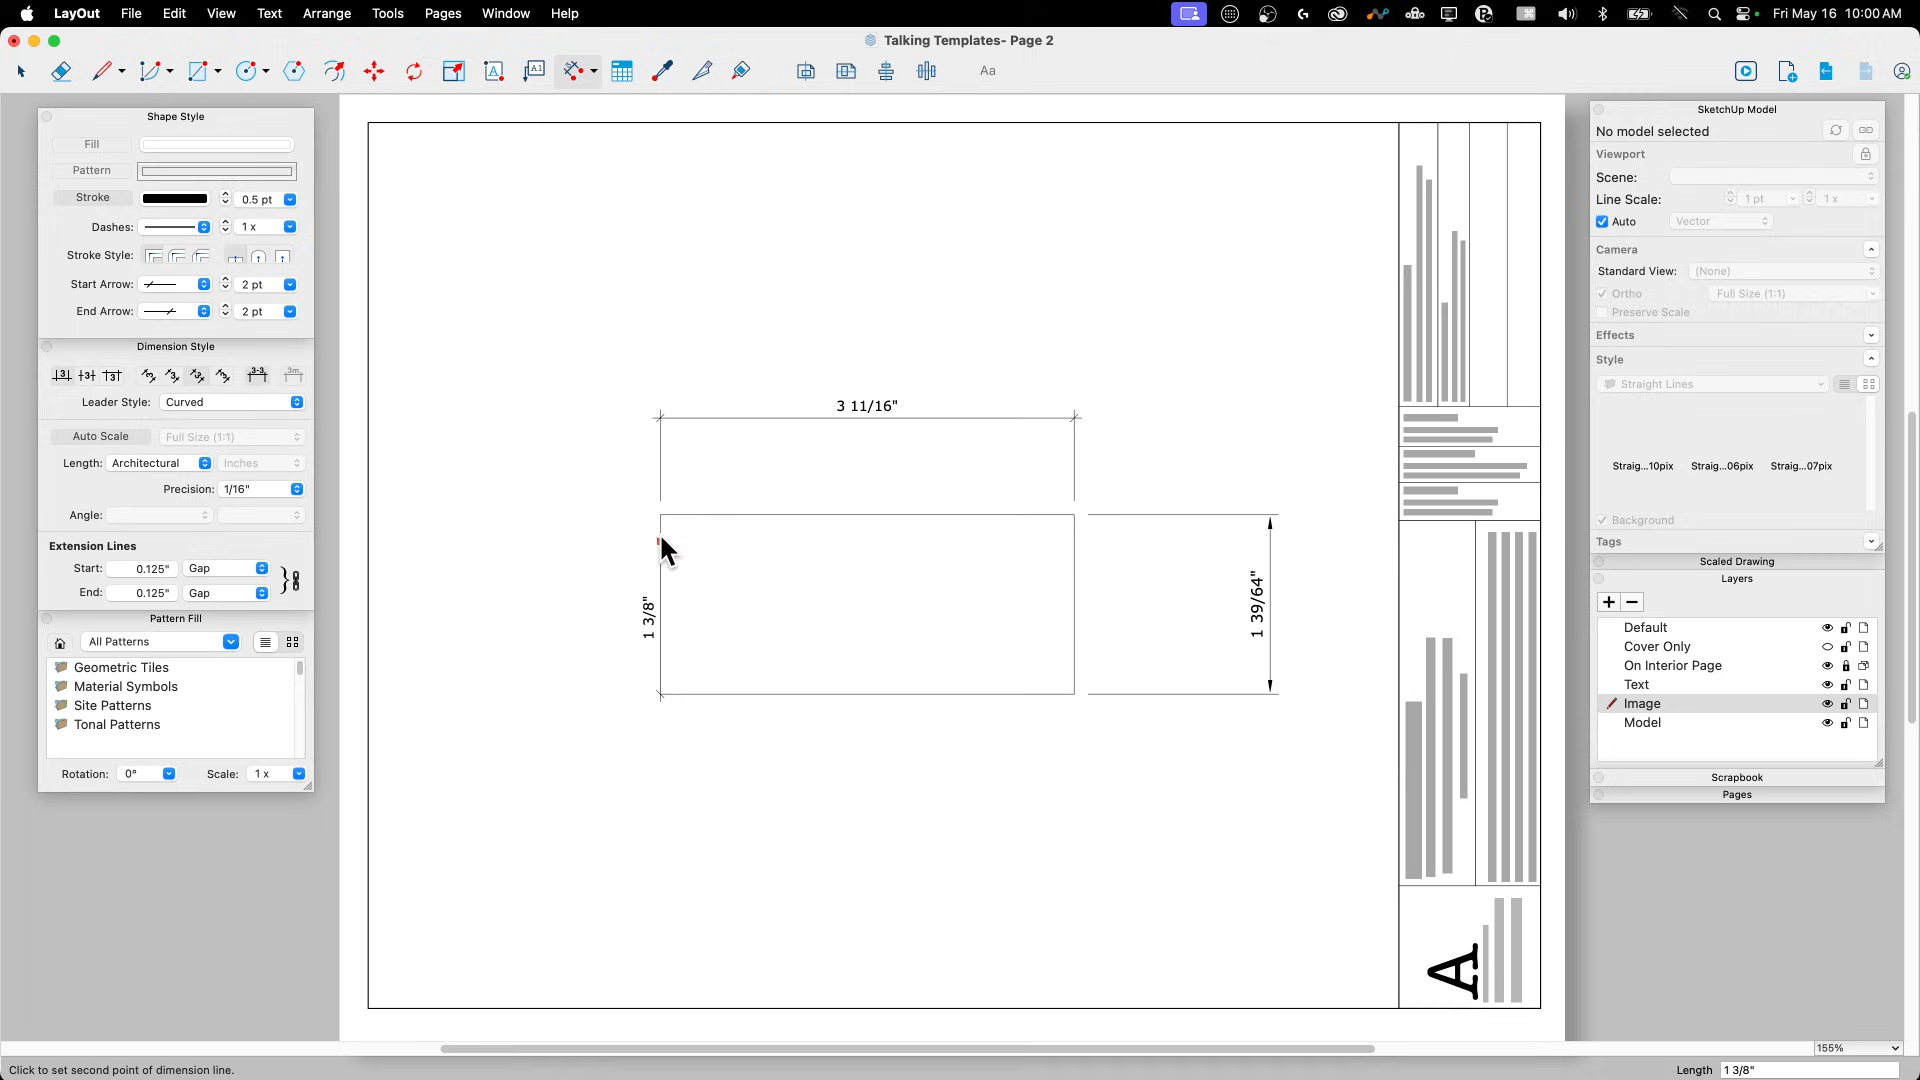 LayOut File Edit View Text Arrange Tools Pages Window Help Fri May 16 10:00 AM
Talking Templates- Page 2
Aa
Shape Style
Fill
Pattern
Stroke 0.5 pt
Dashes: 1 x
Stroke Style:
Start Arrow: 2 pt
End Arrow: 2 pt
Dimension Style
Leader Style: Curved
Auto Scale Full Size (1:1)
Length: Architectural Inches
Precision: 1/16"
Angle:
Extension Lines
Start: 0.125" Gap
End: 0.125" Gap
Pattern Fill
All Patterns
Geometric Tiles
Material Symbols
Site Patterns
Tonal Patterns
Rotation: 0° Scale: 1 x
3 11/16"
1 3/8"
1 39/64"
A
SketchUp Model
No model selected
Viewport
Scene:
Line Scale: 1 pt 1 x
Auto Vector
Camera
Standard View: (None)
Ortho Full Size (1:1)
Preserve Scale
Effects
Style
Straight Lines
Straig...10pix Straig...06pix Straig...07pix
Background
Tags
Scaled Drawing
Layers
Default
Cover Only
On Interior Page
Text
Image
Model
Scrapbook
Pages
155%
Click to set second point of dimension line.
Length 1 3/8"